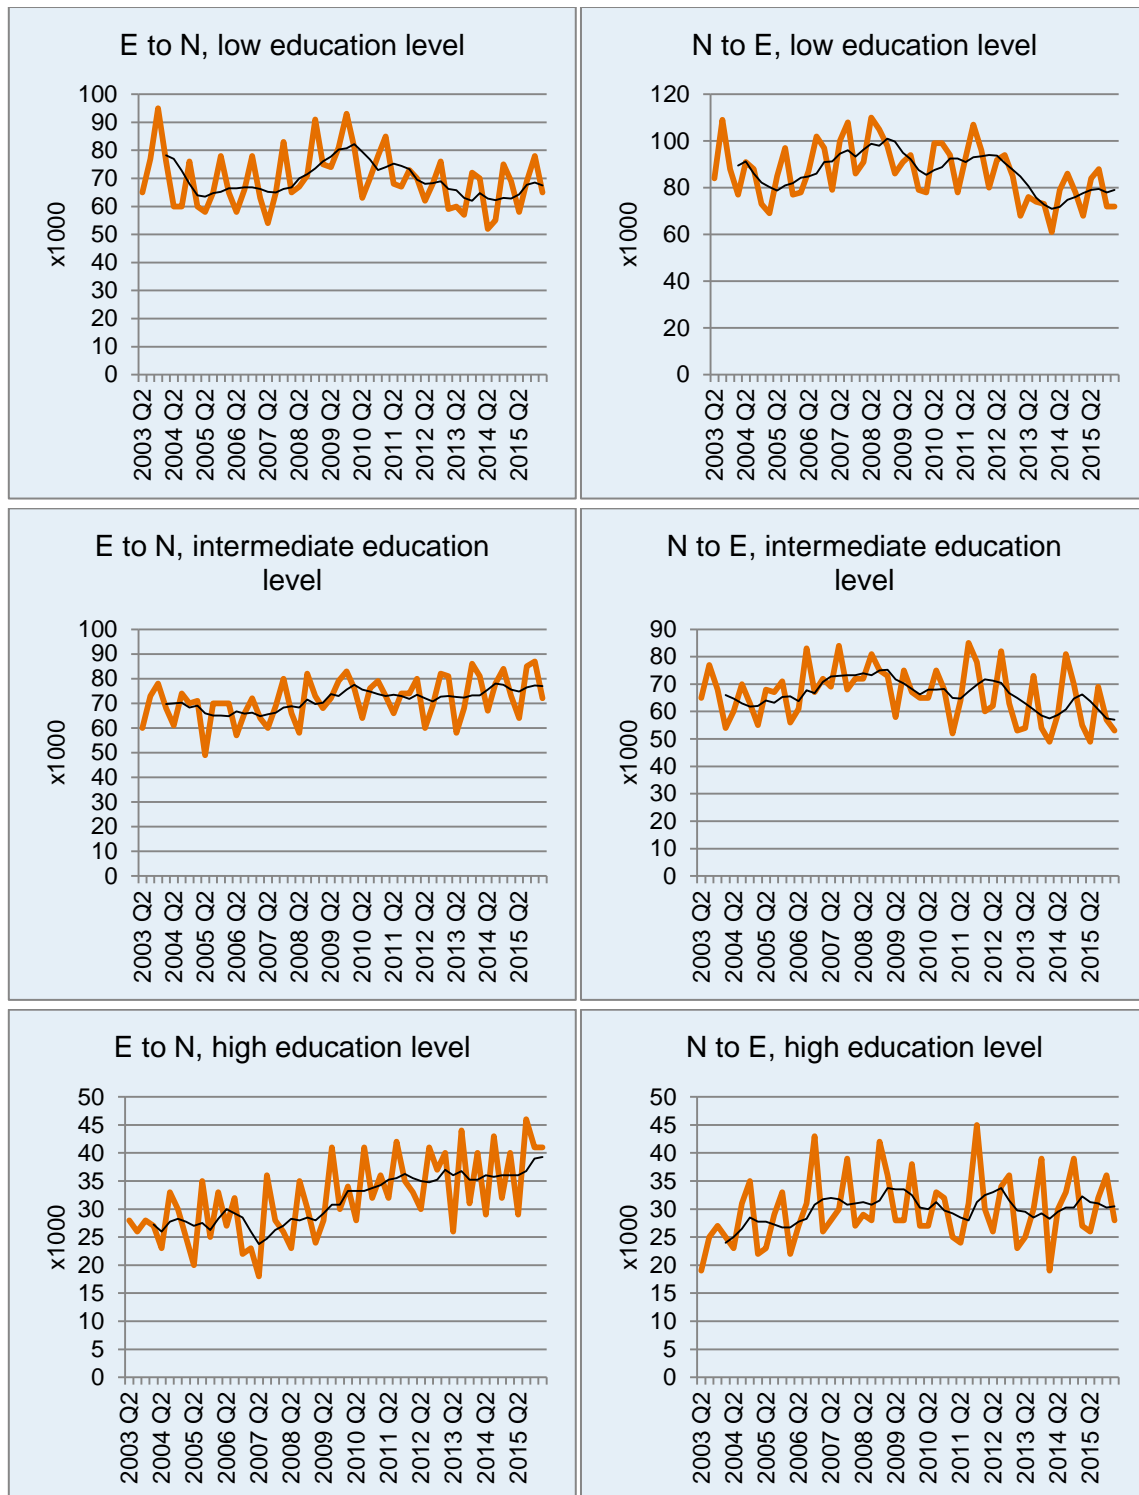 E to N, low education level
100
90
80
70
60
50
40
30
20
10
0
x1000
2003 Q2
2004 Q2
2005 Q2
2006 Q2
2007 Q2
2008 Q2
2009 Q2
2010 Q2
2011 Q2
2012 Q2
2013 Q2
2014 Q2
2015 Q2
N to E, low education level
120
100
80
60
40
20
0
x1000
2003 Q2
2004 Q2
2005 Q2
2006 Q2
2007 Q2
2008 Q2
2009 Q2
2010 Q2
2011 Q2
2012 Q2
2013 Q2
2014 Q2
2015 Q2
E to N, intermediate education
level
100
90
80
70
60
50
40
30
20
10
0
x1000
2003 Q2
2004 Q2
2005 Q2
2006 Q2
2007 Q2
2008 Q2
2009 Q2
2010 Q2
2011 Q2
2012 Q2
2013 Q2
2014 Q2
2015 Q2
N to E, intermediate education
level
90
80
70
60
50
40
30
20
10
0
x1000
2003 Q2
2004 Q2
2005 Q2
2006 Q2
2007 Q2
2008 Q2
2009 Q2
2010 Q2
2011 Q2
2012 Q2
2013 Q2
2014 Q2
2015 Q2
E to N, high education level
50
45
40
35
30
25
20
15
10
5
0
x1000
2003 Q2
2004 Q2
2005 Q2
2006 Q2
2007 Q2
2008 Q2
2009 Q2
2010 Q2
2011 Q2
2012 Q2
2013 Q2
2014 Q2
2015 Q2
N to E, high education level
50
45
40
35
30
25
20
15
10
5
0
x1000
2003 Q2
2004 Q2
2005 Q2
2006 Q2
2007 Q2
2008 Q2
2009 Q2
2010 Q2
2011 Q2
2012 Q2
2013 Q2
2014 Q2
2015 Q2